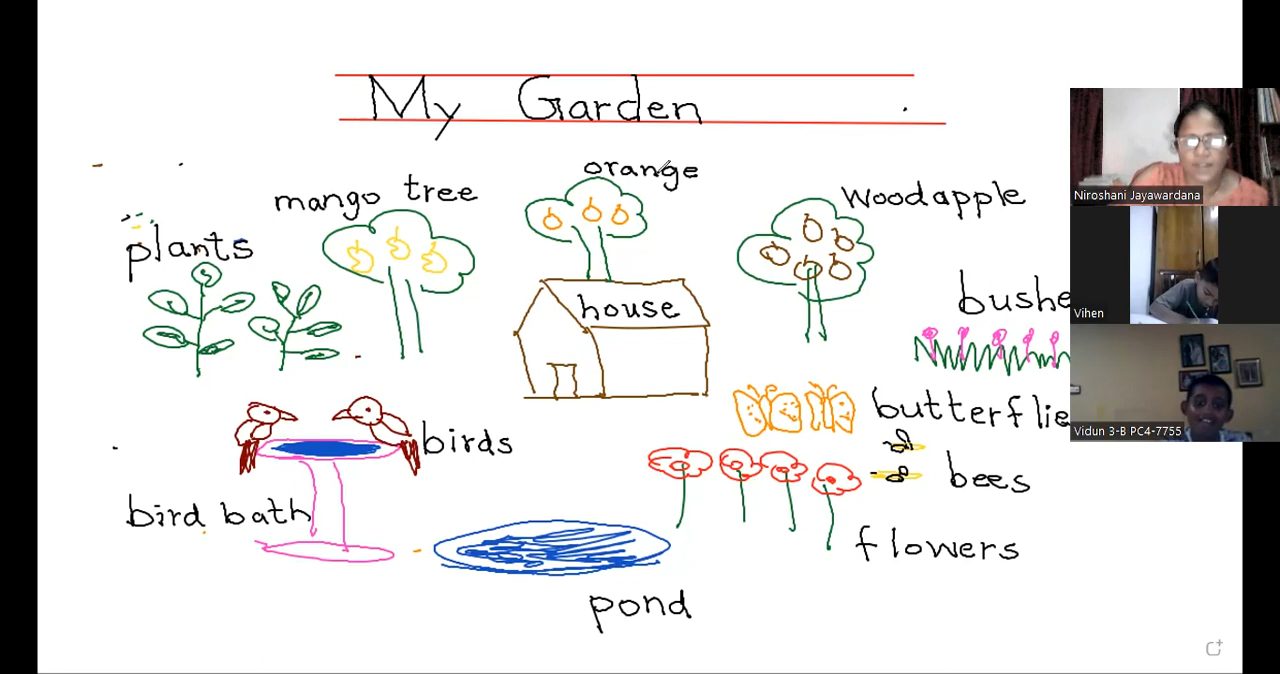 My Garden
orange
mango tree
woodapple
plants
house
bushe
butterflie
birds
bees
bird bath
flowers
pond
Niroshani Jayawardana
Vihen
Vidun 3-B PC4-7755